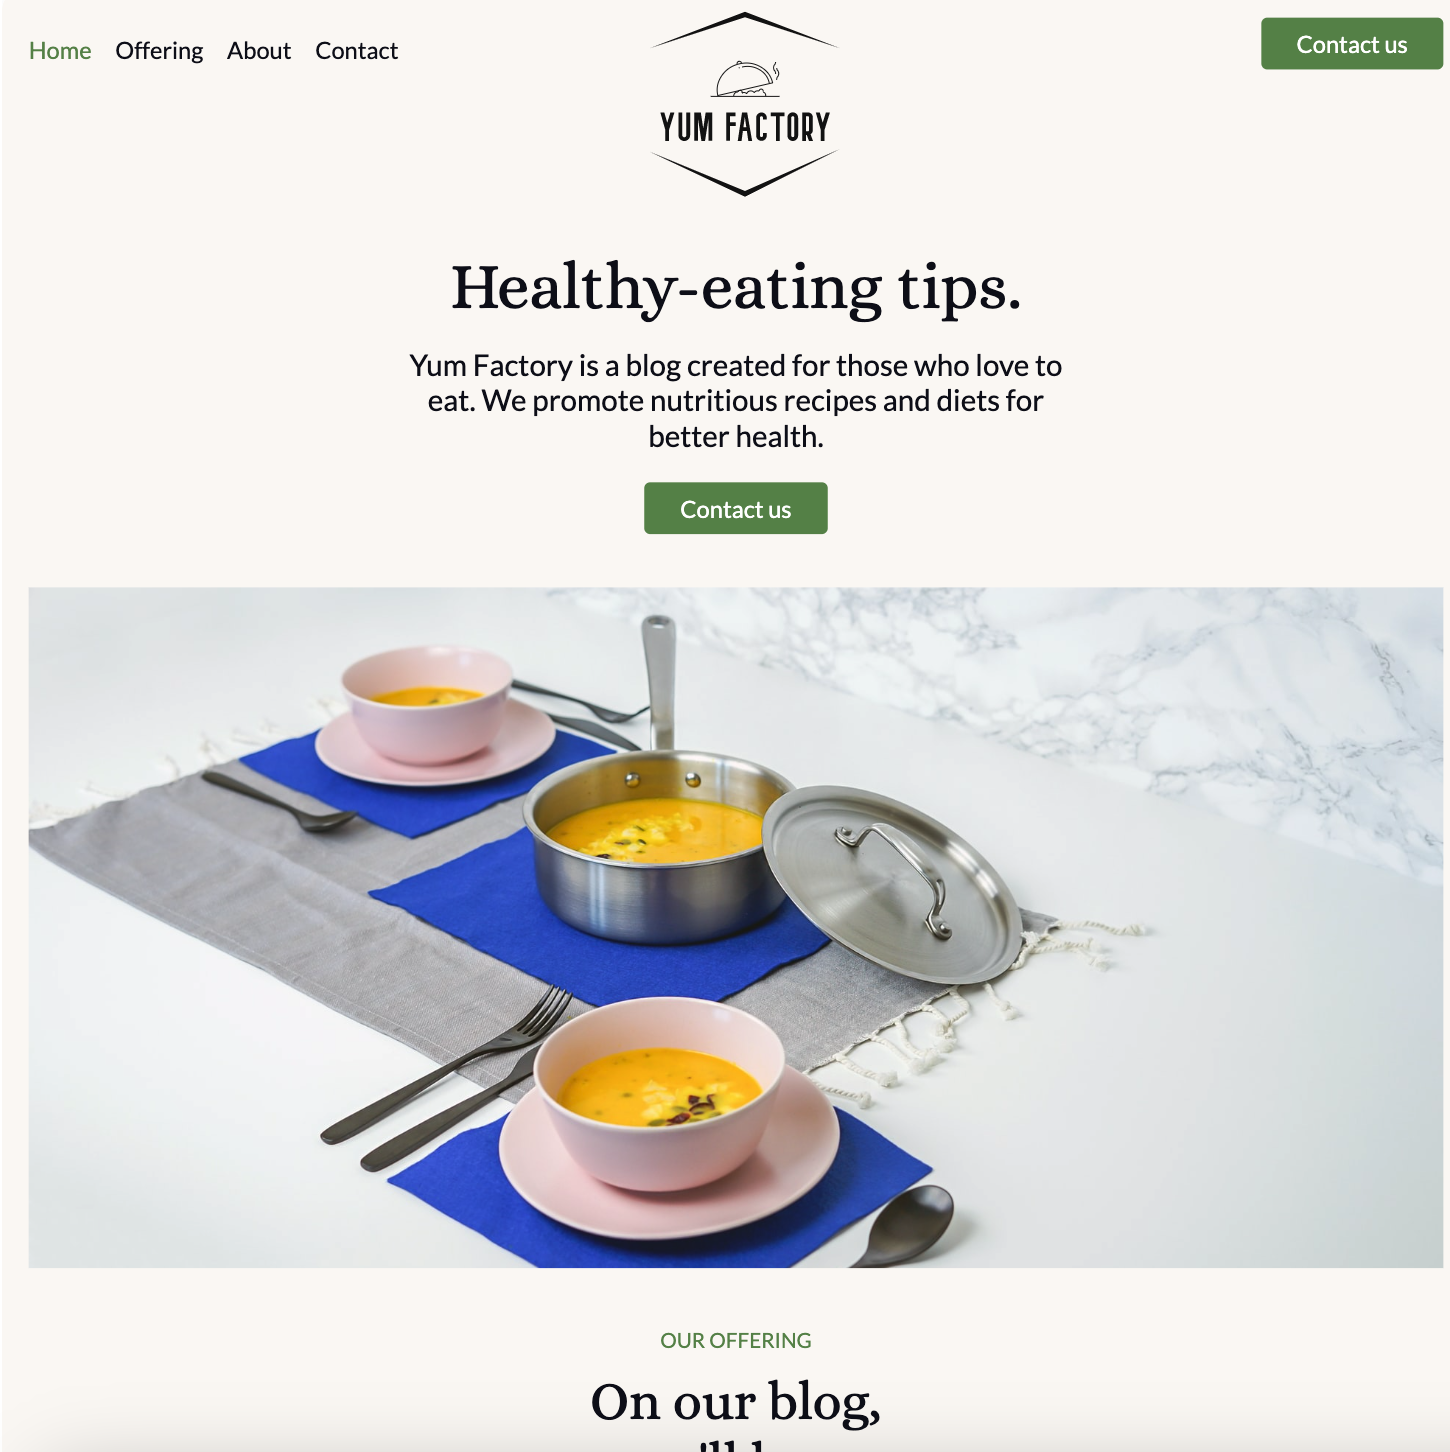 Home Offering About Contact
Contact us
YUM FACTORY
Healthy-eating tips.
Yum Factory is a blog created for those who love to
eat. We promote nutritious recipes and diets for
better health.
Contact us
OUR OFFERING
On our blog,